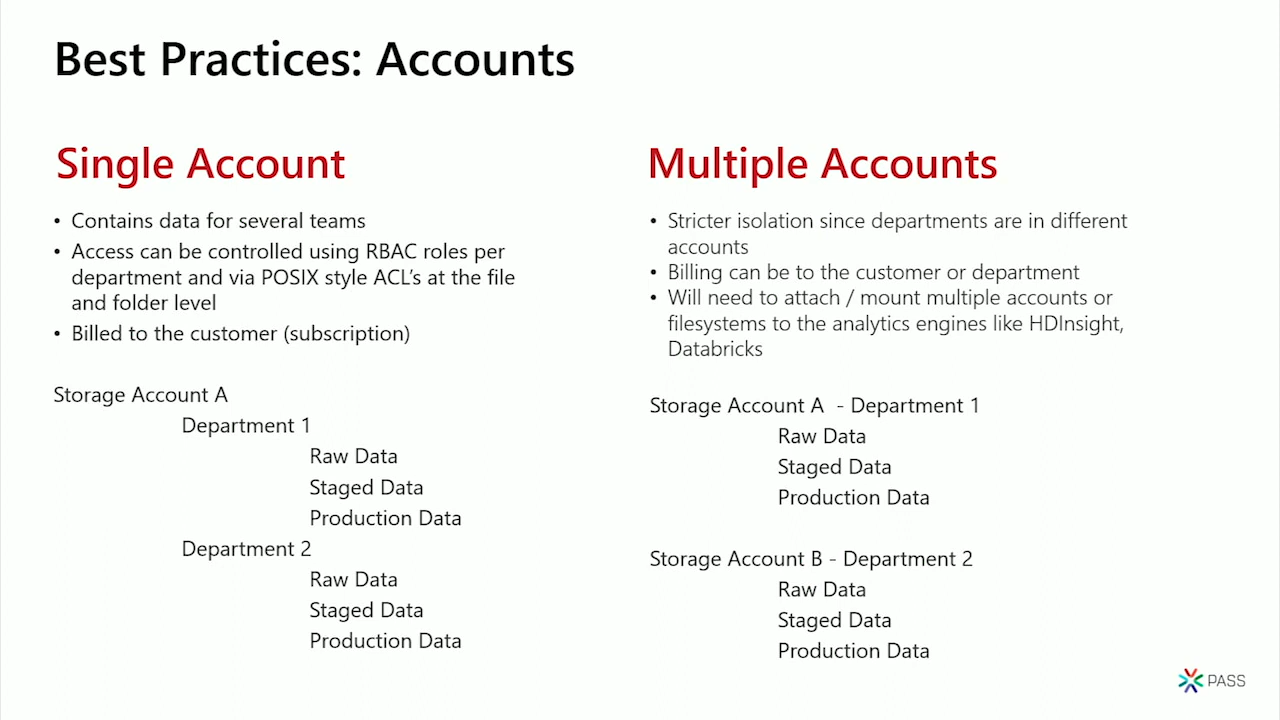 Best Practices: Accounts
Single Account
• Contains data for several teams
• Access can be controlled using RBAC roles per
department and via POSIX style ACL's at the file
and folder level
• Billed to the customer (subscription)
Storage Account A
Department 1
Raw Data
Staged Data
Production Data
Department 2
Raw Data
Staged Data
Production Data
Multiple Accounts
• Stricter isolation since departments are in different
accounts
• Billing can be to the customer or department
• Will need to attach / mount multiple accounts or
filesystems to the analytics engines like HDInsight,
Databricks
Storage Account A - Department 1
Raw Data
Staged Data
Production Data
Storage Account B - Department 2
Raw Data
Staged Data
Production Data
PASS